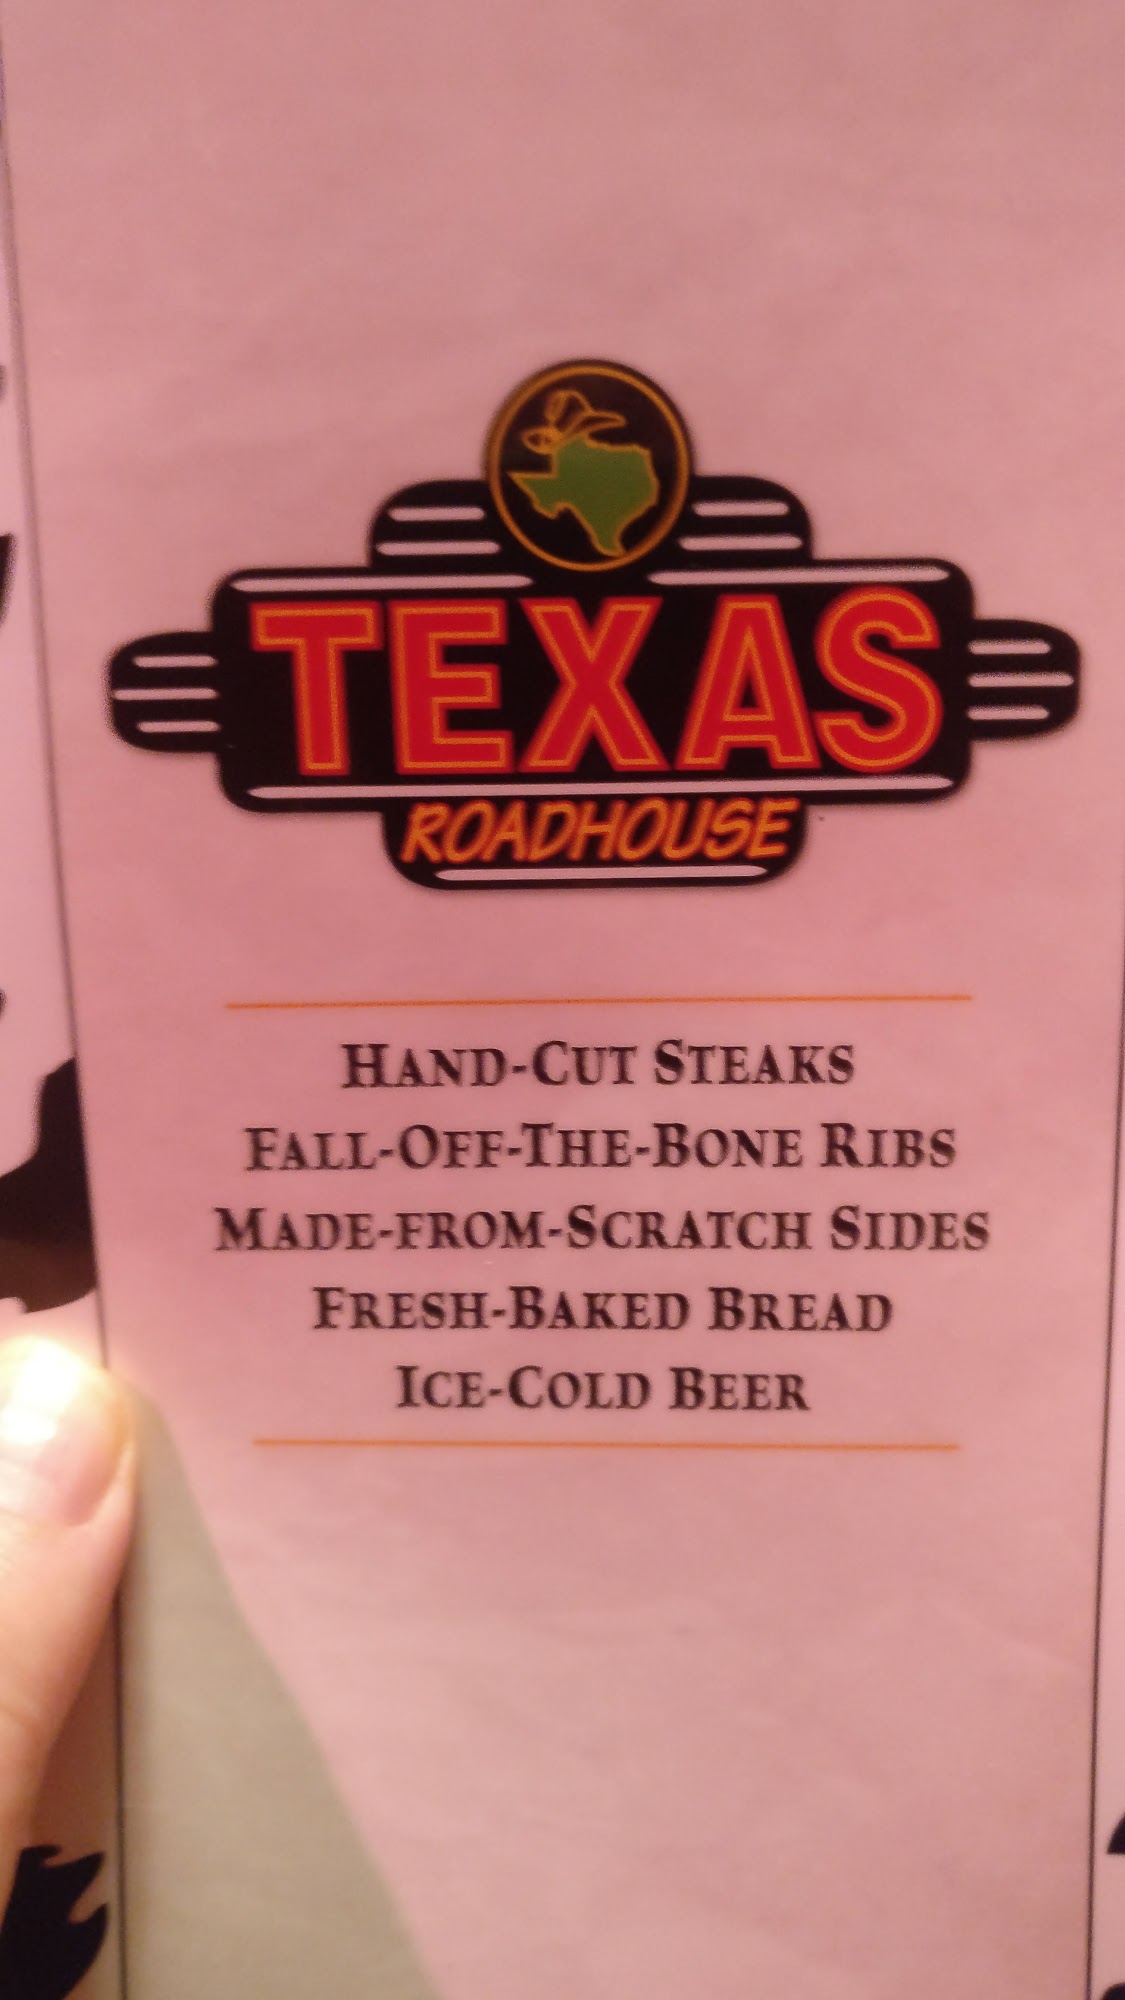 TEXAS
ROADHOUSE
HAND-CUT STEAKS
FALL-OFF-THE-BONE RIBS
MADE-FROM-SCRATCH SIDES
FRESH-BAKED BREAD
ICE-COLD BEER